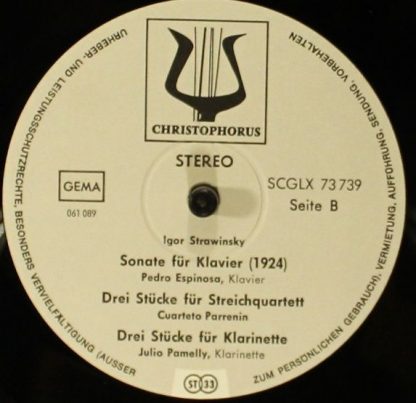 CHRISTOPHORUS
STEREO
GEMA
061 089
SCGLX 73739
Seite B
Igor Strawinsky
Sonate für Klavier (1924)
Pedro Espinosa, Klavier
Drei Stücke für Streichquartett
Cuarteto Parrenin
Drei Stücke für Klarinette
Julio Pamelly, Klarinette
ST 33
URHEBER- UND LEISTUNGSSCHUTZRECHTE, BESONDERS VERVIELFÄLTIGUNG (AUSSER ZUM PERSÖNLICHEN GEBRAUCH), VERMIETUNG, AUFFÜHRUNG, SENDUNG, VORBEHALTEN